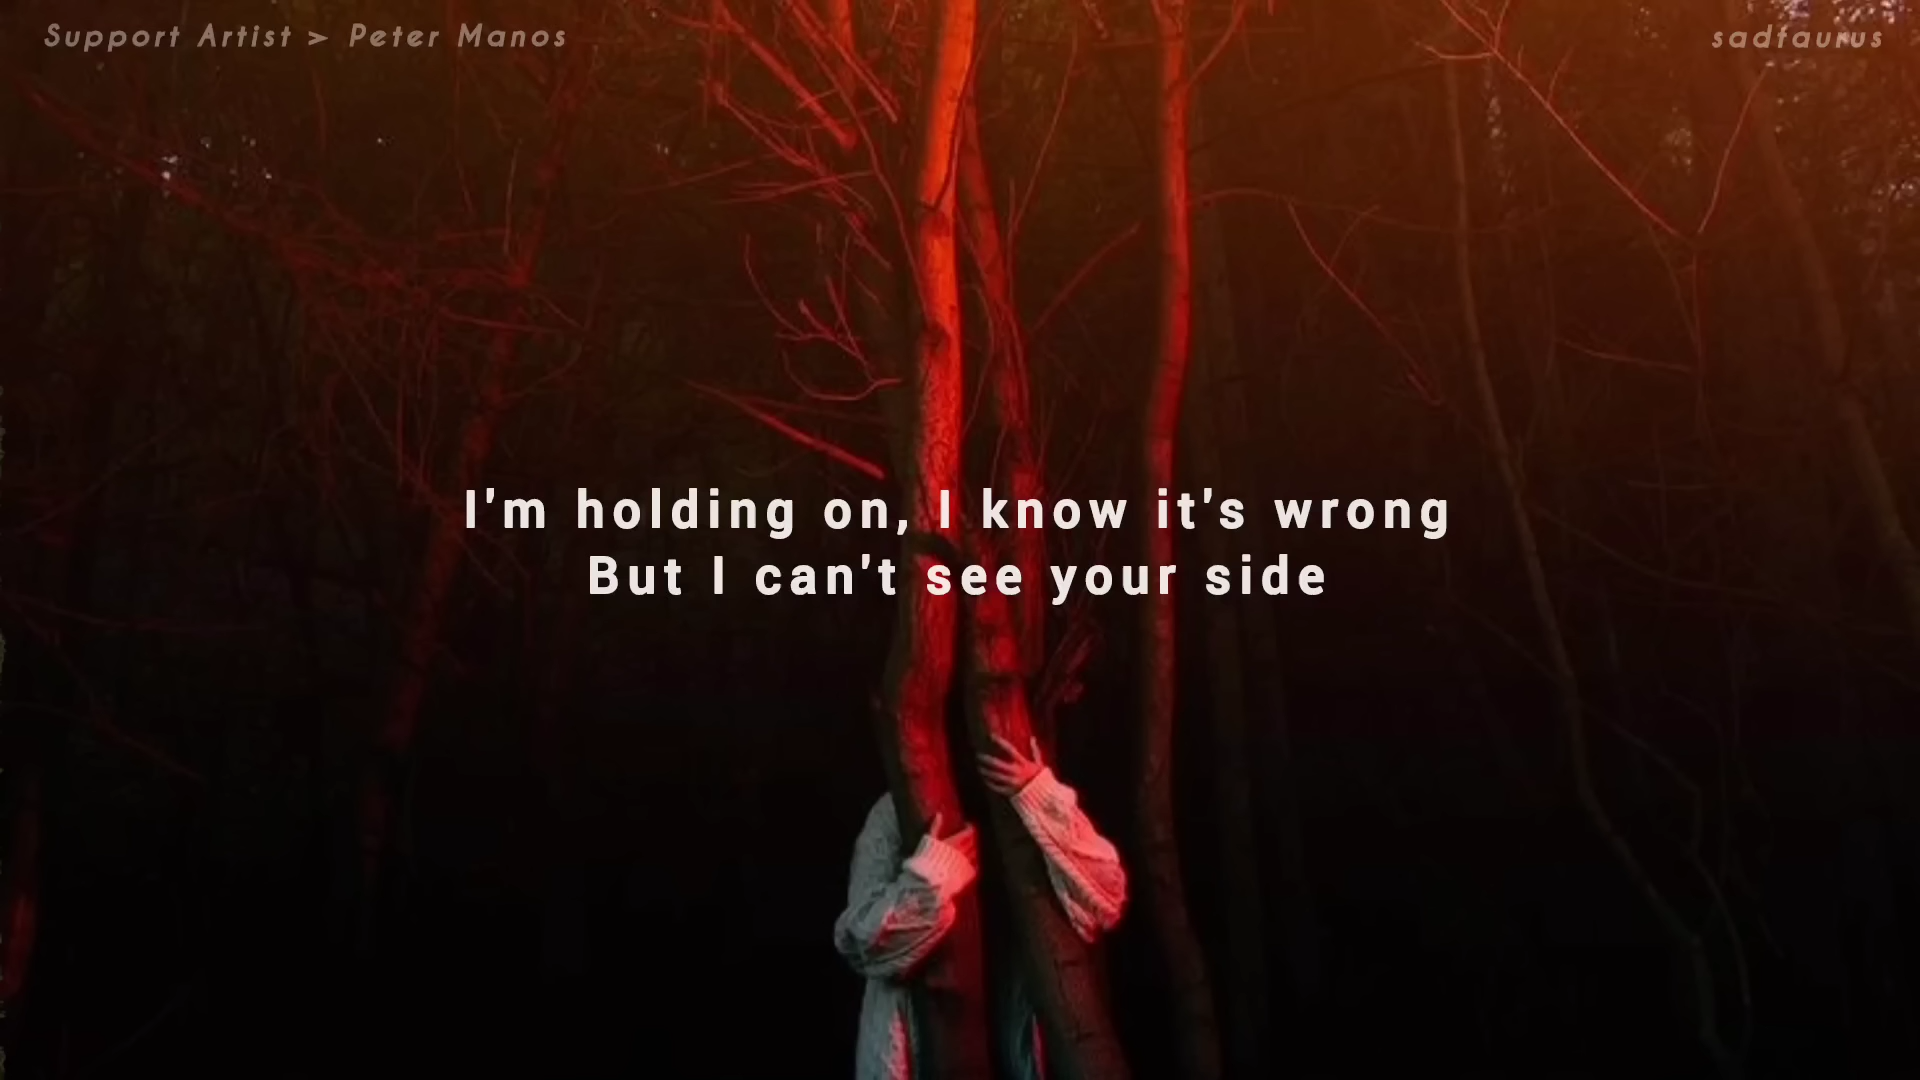 Support Artist > Peter Manos
sadfaurus
I'm holding on, I know it's wrong
But I can't see your side